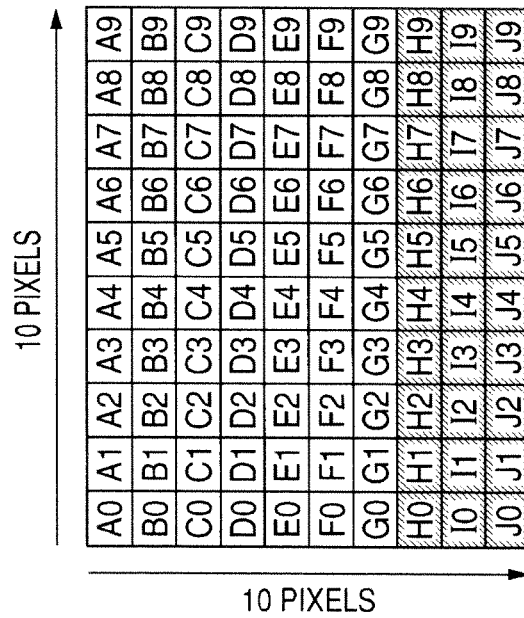 10 PIXELS
A0 A1 A2 A3 A4 A5 A6 A7 A8 A9
B0 B1 B2 B3 B4 B5 B6 B7 B8 B9
C0 C1 C2 C3 C4 C5 C6 C7 C8 C9
D0 D1 D2 D3 D4 D5 D6 D7 D8 D9
E0 E1 E2 E3 E4 E5 E6 E7 E8 E9
F0 F1 F2 F3 F4 F5 F6 F7 F8 F9
G0 G1 G2 G3 G4 G5 G6 G7 G8 G9
H0 H1 H2 H3 H4 H5 H6 H7 H8 H9
I0 I1 I2 I3 I4 I5 I6 I7 I8 I9
J0 J1 J2 J3 J4 J5 J6 J7 J8 J9
10 PIXELS